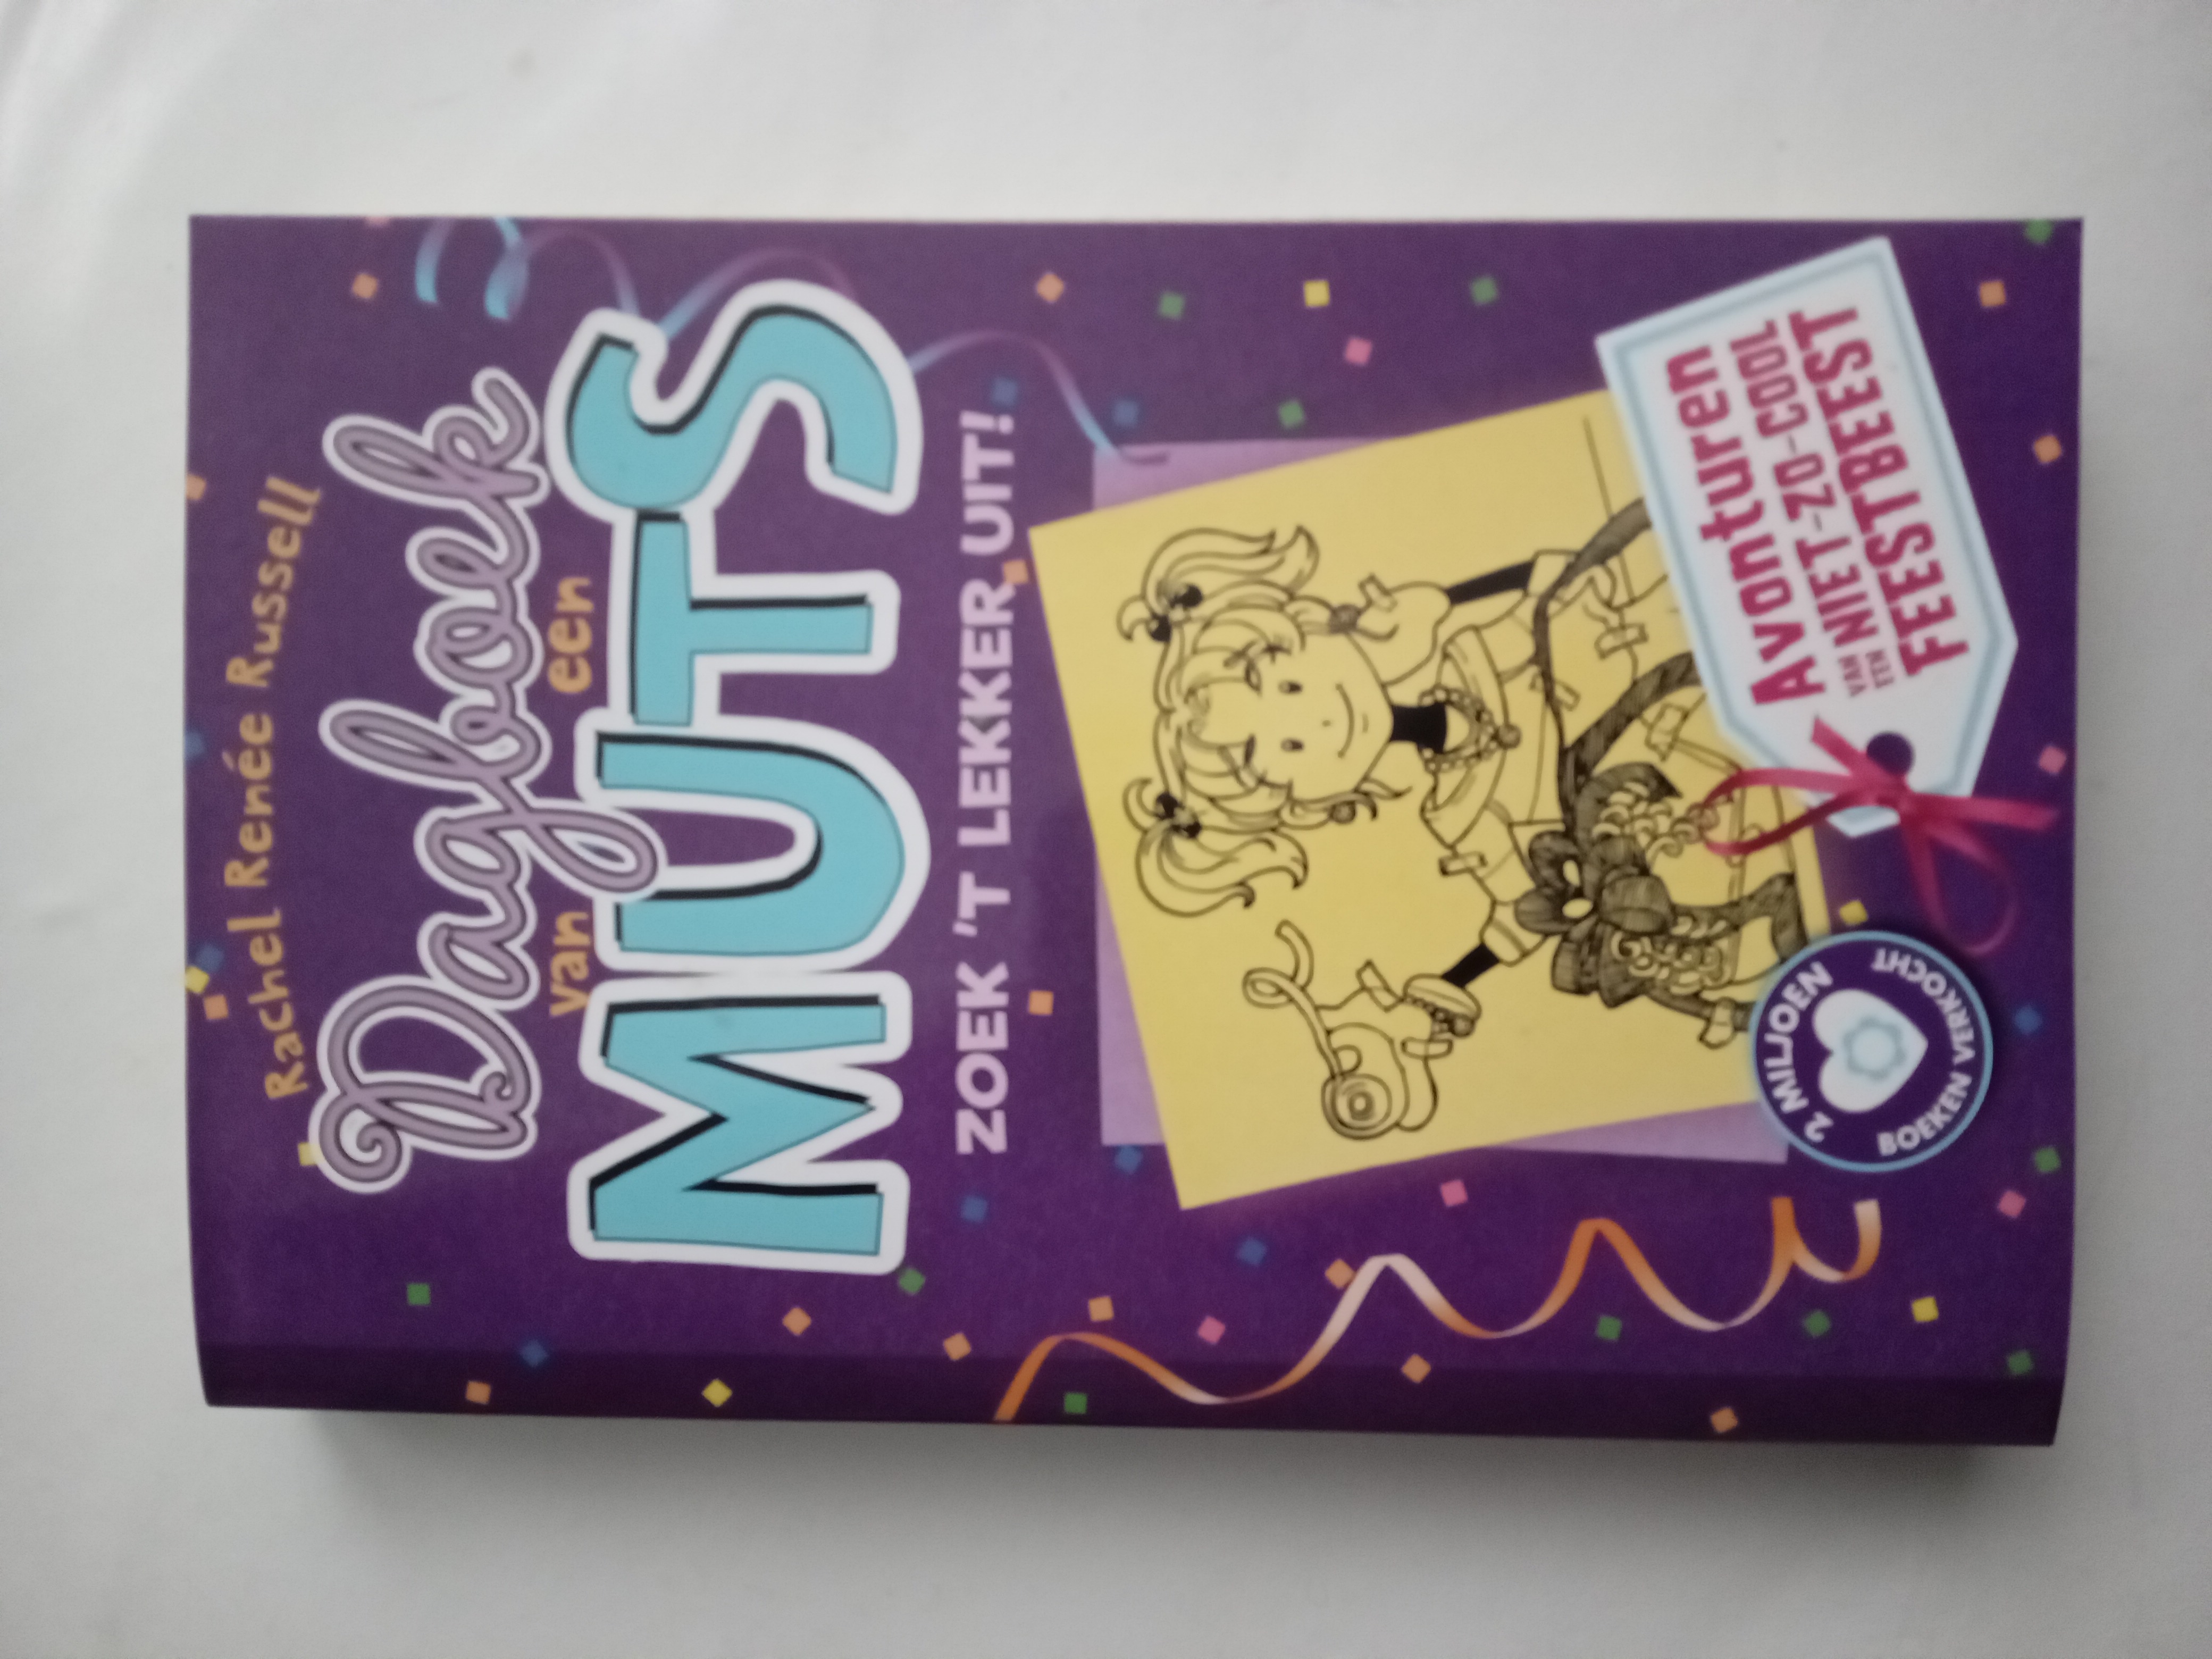 Rachel Renée Russell
Dagboek
van een
MUTS
ZOEK 'T LEKKER UIT!
Avonturen
VAN NIET-ZO-COOL
EEN FEESTBEEST
2 MILJOEN
BOEKEN VERKOCHT